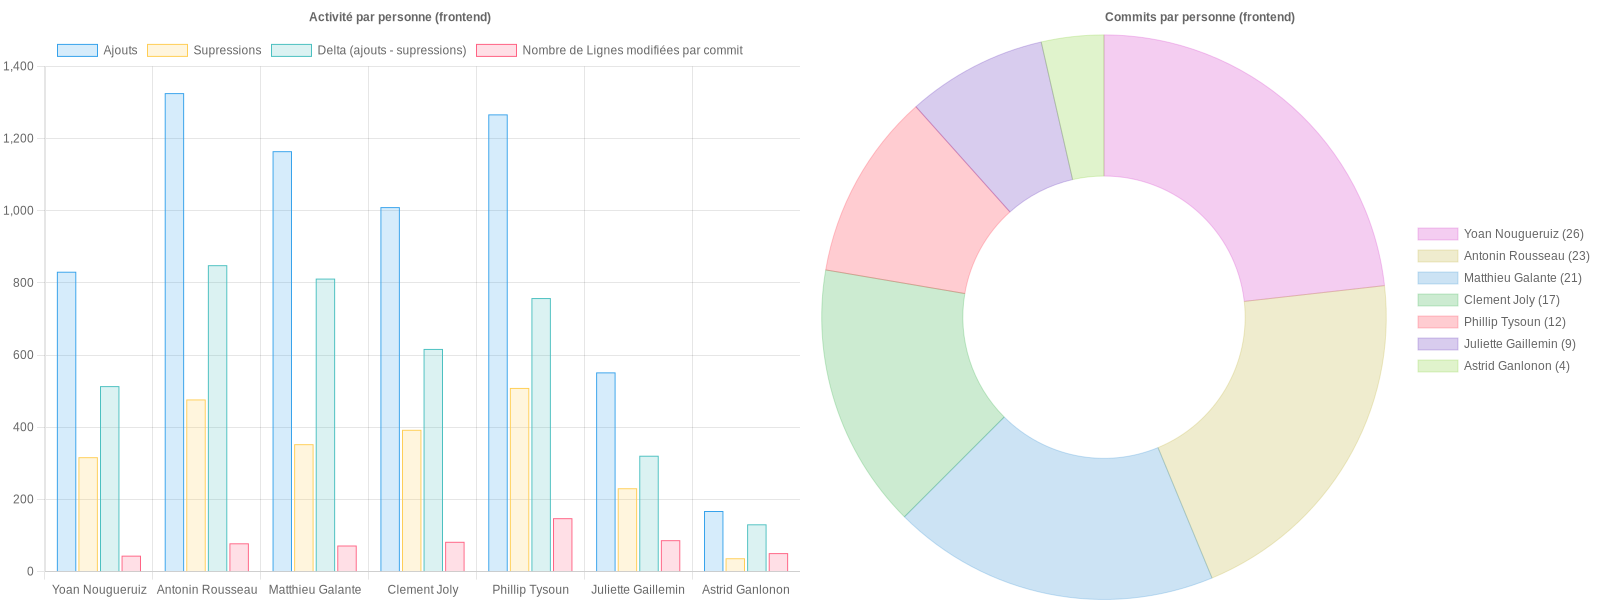 Activité par personne (frontend)
Ajouts Supressions Delta (ajouts - supressions) Nombre de Lignes modifiées par commit
1,400
1,200
1,000
800
600
400
200
0
Yoan Nougueruiz Antonin Rousseau Matthieu Galante Clement Joly Phillip Tysoun Juliette Gaillemin Astrid Ganlonon
Commits par personne (frontend)
Yoan Nougueruiz (26)
Antonin Rousseau (23)
Matthieu Galante (21)
Clement Joly (17)
Phillip Tysoun (12)
Juliette Gaillemin (9)
Astrid Ganlonon (4)